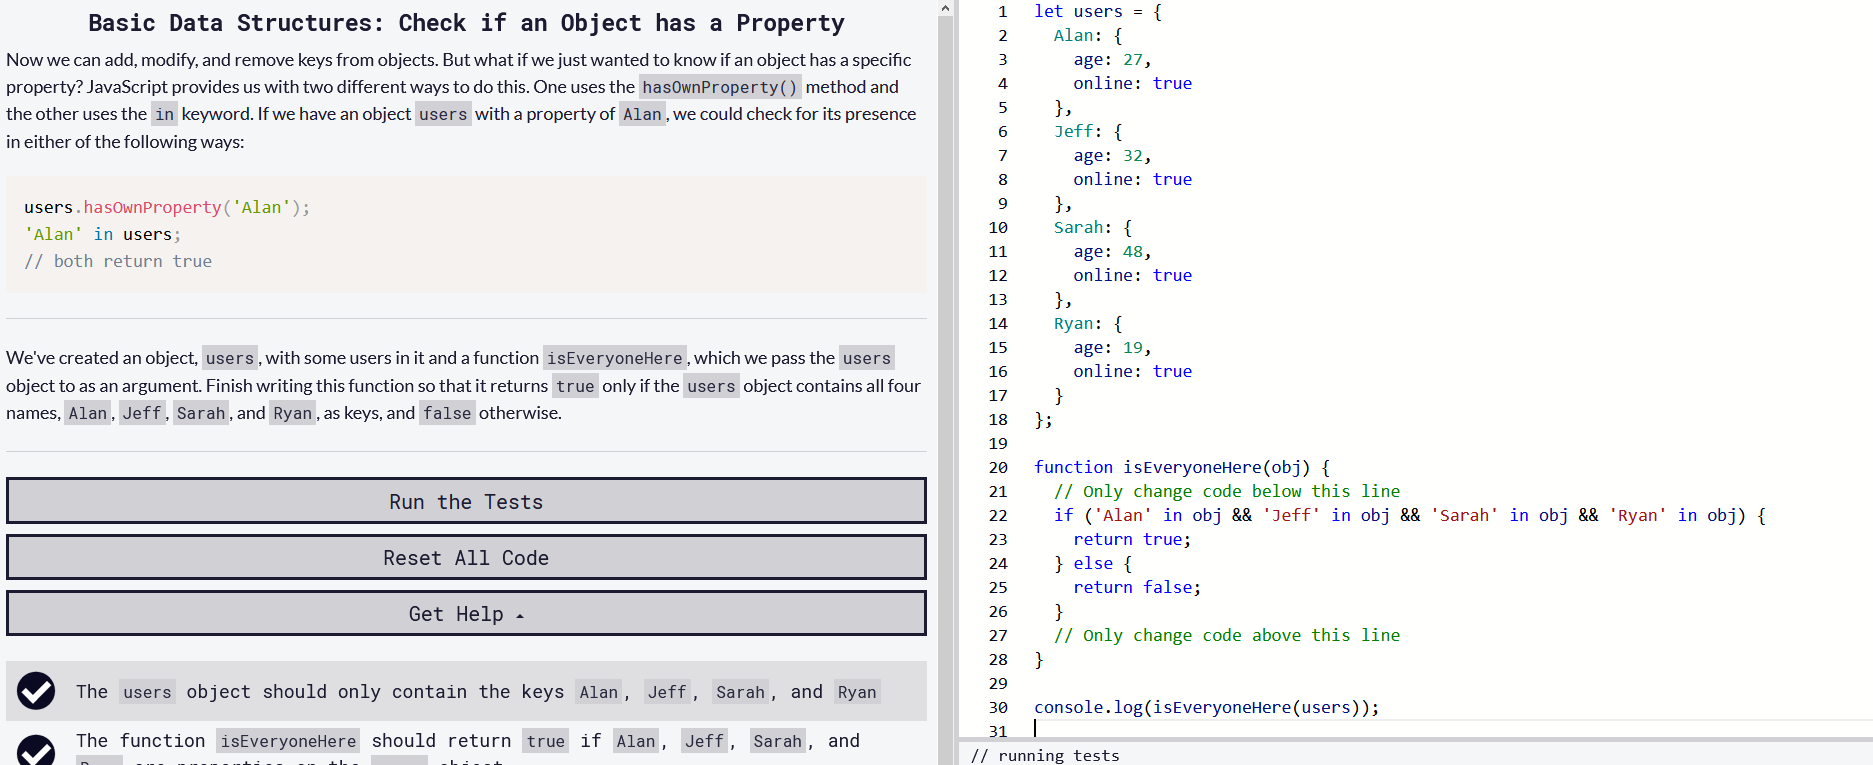 Basic Data Structures: Check if an Object has a Property
Now we can add, modify, and remove keys from objects. But what if we just wanted to know if an object has a specific
property? JavaScript provides us with two different ways to do this. One uses the hasOwnProperty() method and
the other uses the in keyword. If we have an object users with a property of Alan, we could check for its presence
in either of the following ways:
users.hasOwnProperty('Alan');
'Alan' in users;
// both return true
We've created an object, users, with some users in it and a function isEveryoneHere, which we pass the users
object to as an argument. Finish writing this function so that it returns true only if the users object contains all four
names, Alan, Jeff, Sarah, and Ryan, as keys, and false otherwise.
Run the Tests
Reset All Code
Get Help
The users object should only contain the keys Alan, Jeff, Sarah, and Ryan
The function isEveryoneHere should return true if Alan, Jeff, Sarah, and
1 let users = {
2 Alan: {
3 age: 27,
4 online: true
5 },
6 Jeff: {
7 age: 32,
8 online: true
9 },
10 Sarah: {
11 age: 48,
12 online: true
13 },
14 Ryan: {
15 age: 19,
16 online: true
17 }
18 };
19
20 function isEveryoneHere(obj) {
21 // Only change code below this line
22 if ('Alan' in obj && 'Jeff' in obj && 'Sarah' in obj && 'Ryan' in obj) {
23 return true;
24 } else {
25 return false;
26 }
27 // Only change code above this line
28 }
29
30 console.log(isEveryoneHere(users));
31
// running tests